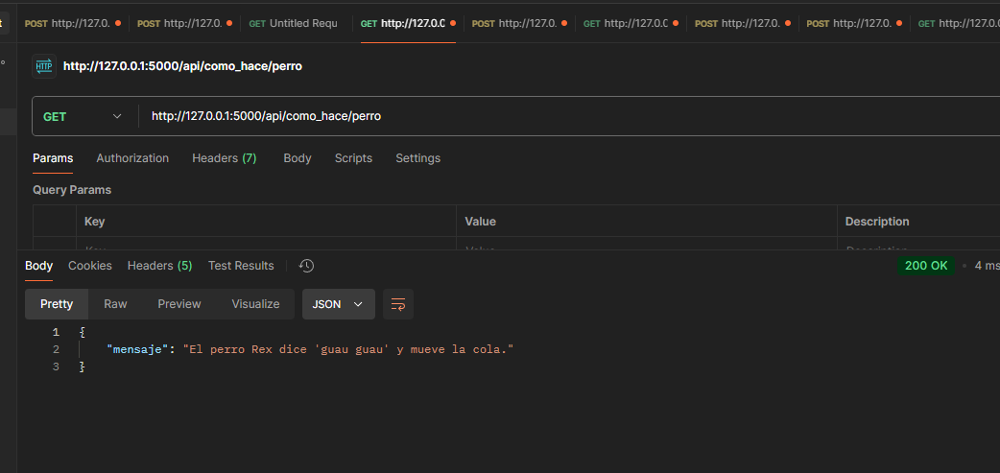 POST http://127.0. POST http://127.0. GET Untitled Requ GET http://127.0.0 POST http://127.0. GET http://127.0.0 POST http://127.0. POST http://127.0. GET http://127.0.
HTTP http://127.0.0.1:5000/api/como_hace/perro
GET http://127.0.0.1:5000/api/como_hace/perro
Params Authorization Headers (7) Body Scripts Settings
Query Params
Key Value Description
Key Value Description
Body Cookies Headers (5) Test Results 200 OK 4 ms
Pretty Raw Preview Visualize JSON
1 {
2 "mensaje": "El perro Rex dice 'guau guau' y mueve la cola."
3 }